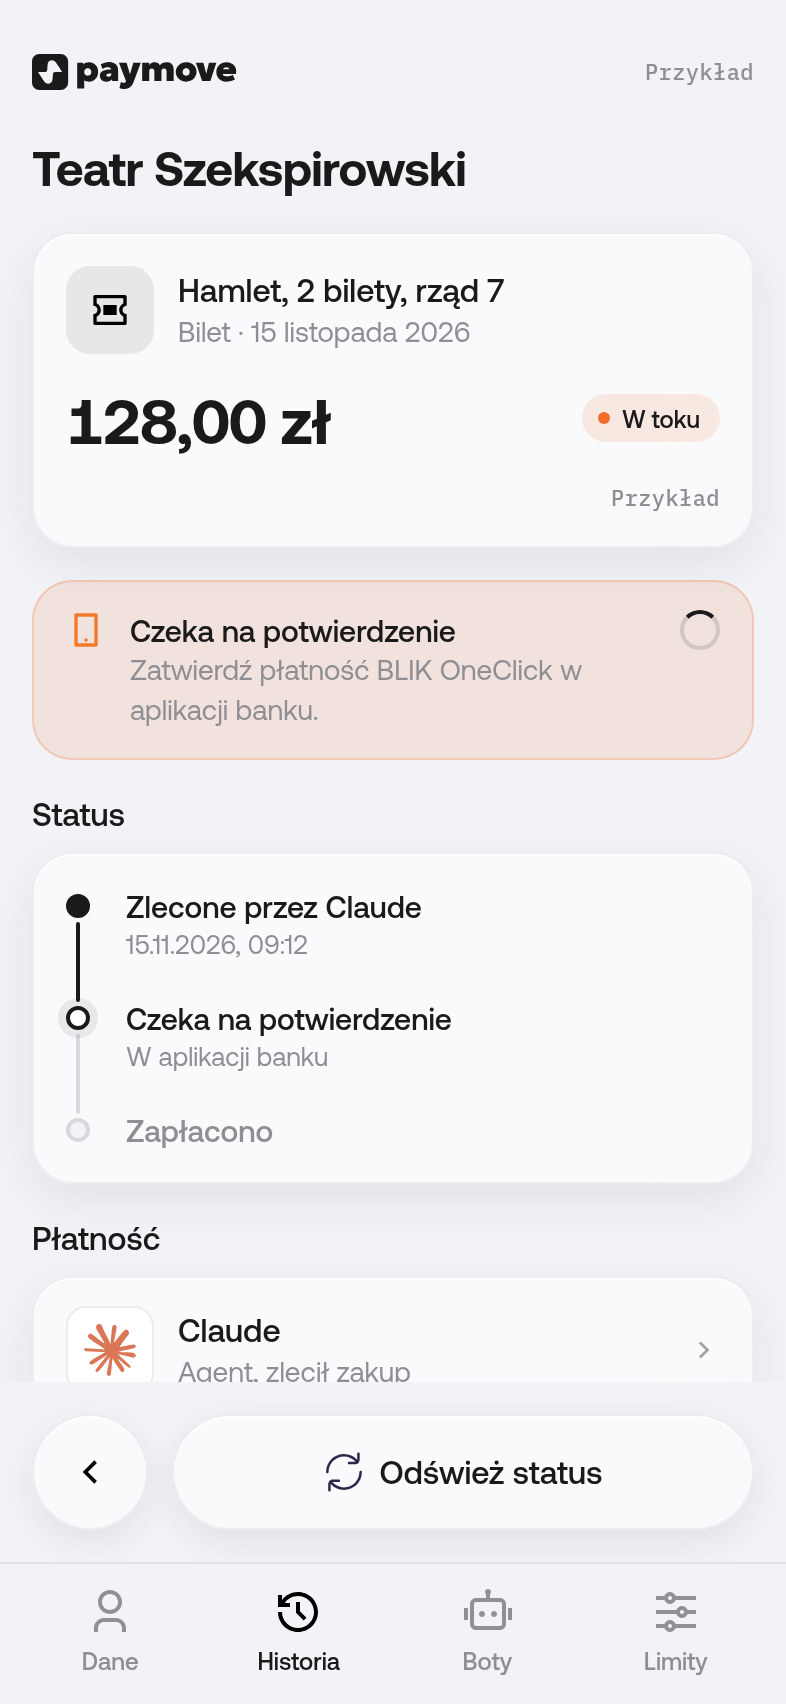 paymove
Przykład
Teatr Szekspirowski
Hamlet, 2 bilety, rząd 7
Bilet · 15 listopada 2026
128,00 zł
W toku
Przykład
Czeka na potwierdzenie
Zatwierdź płatność BLIK OneClick w
aplikacji banku.
Status
Zlecone przez Claude
15.11.2026, 09:12
Czeka na potwierdzenie
W aplikacji banku
Zapłacono
Płatność
Claude
Agent, zlecił zakup
Odśwież status
Dane
Historia
Boty
Limity